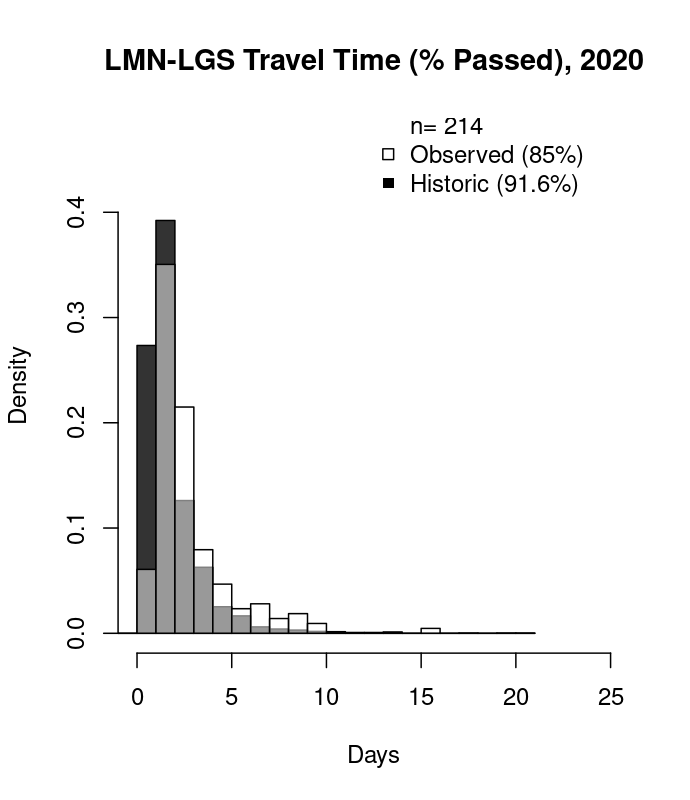 LMN-LGS Travel Time (% Passed), 2020
n= 214
Observed (85%)
Historic (91.6%)
0.4
0.3
0.2
0.1
0.0
Density
0 5 10 15 20 25
Days